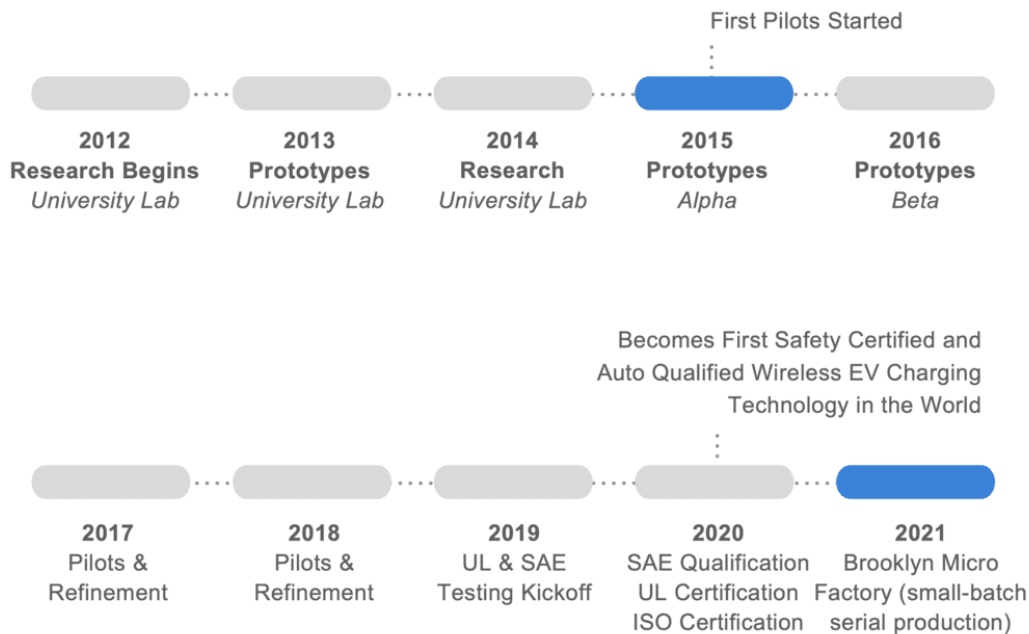 First Pilots Started
2012
Research Begins
University Lab
2013
Prototypes
University Lab
2014
Research
University Lab
2015
Prototypes
Alpha
2016
Prototypes
Beta
Becomes First Safety Certified and
Auto Qualified Wireless EV Charging
Technology in the World
2017
Pilots &
Refinement
2018
Pilots &
Refinement
2019
UL & SAE
Testing Kickoff
2020
SAE Qualification
UL Certification
ISO Certification
2021
Brooklyn Micro
Factory (small-batch
serial production)